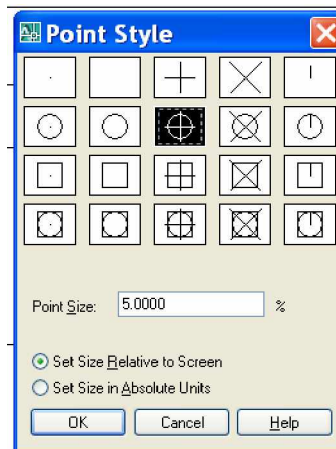 Point Style
Point Size: 5.0000 %
Set Size Relative to Screen
Set Size in Absolute Units
OK Cancel Help